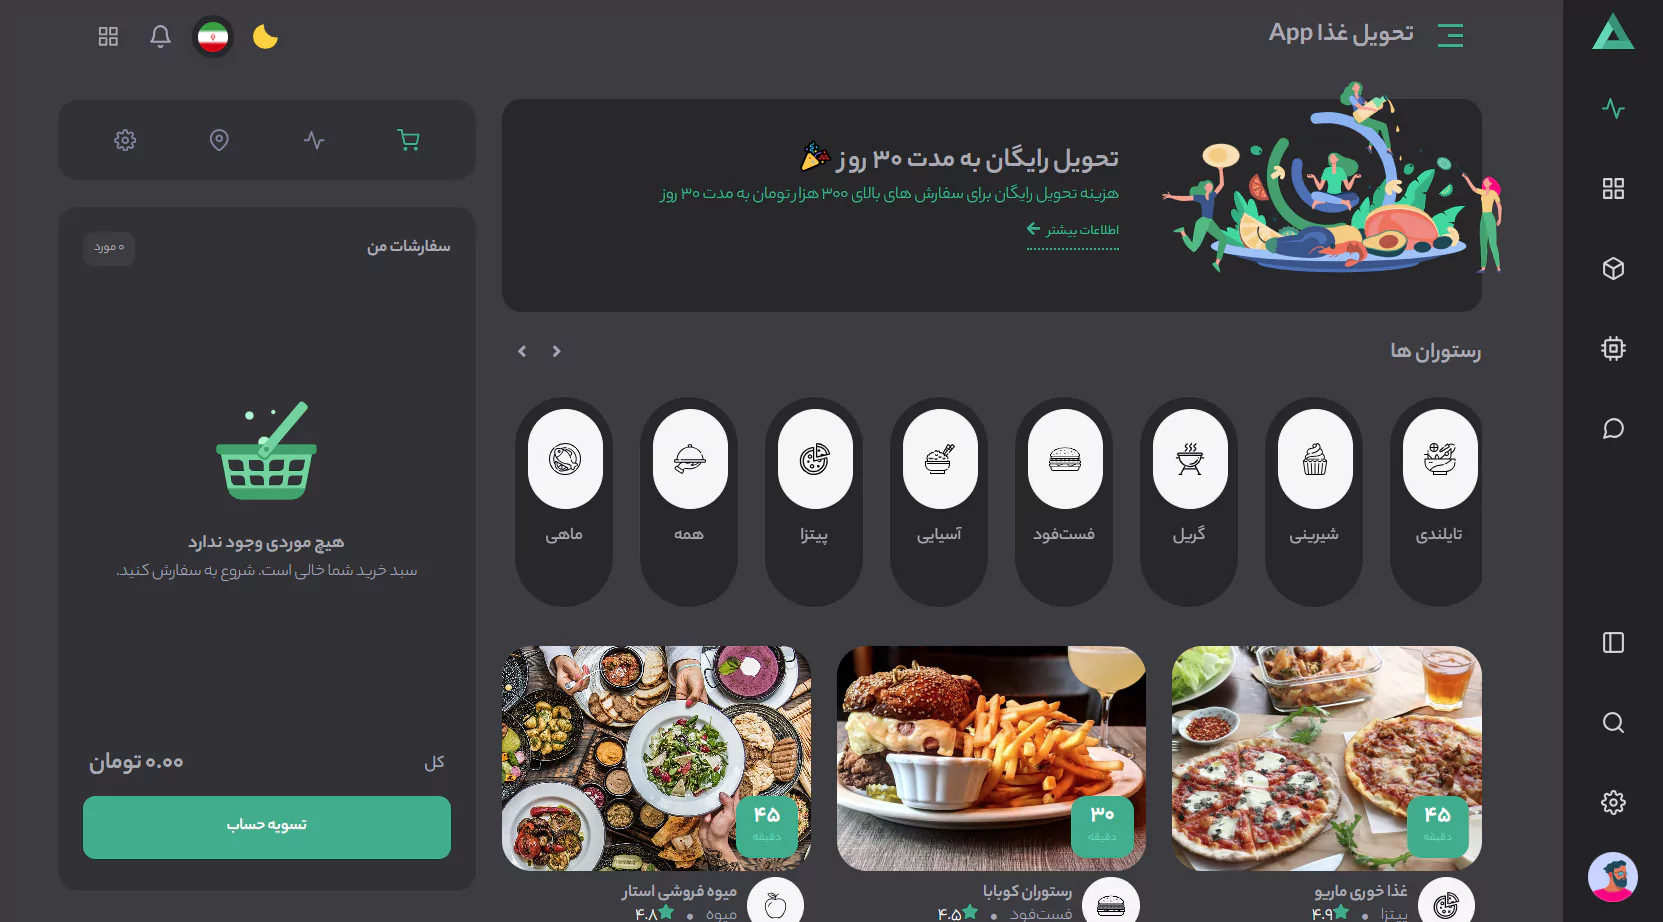 تحویل غذا App
تحویل رایگان به مدت ۳۰ روز
هزینه تحویل رایگان برای سفارش های بالای ۳۰۰ هزار تومان به مدت ۳۰ روز
اطلاعات بیشتر
رستوران ها
تایلندی
شیرینی
گریل
فست‌فود
آسیایی
پیتزا
همه
ماهی
۴۵
دقیقه
غذا خوری ماریو
پیتزا • ۴.۹
۳۰
دقیقه
رستوران کوبابا
فست‌فود • ۴.۵
۴۵
دقیقه
میوه فروشی استار
میوه • ۴.۸
سفارشات من
۰ مورد
هیچ موردی وجود ندارد
سبد خرید شما خالی است. شروع به سفارش کنید.
کل
۰.۰۰ تومان
تسویه حساب